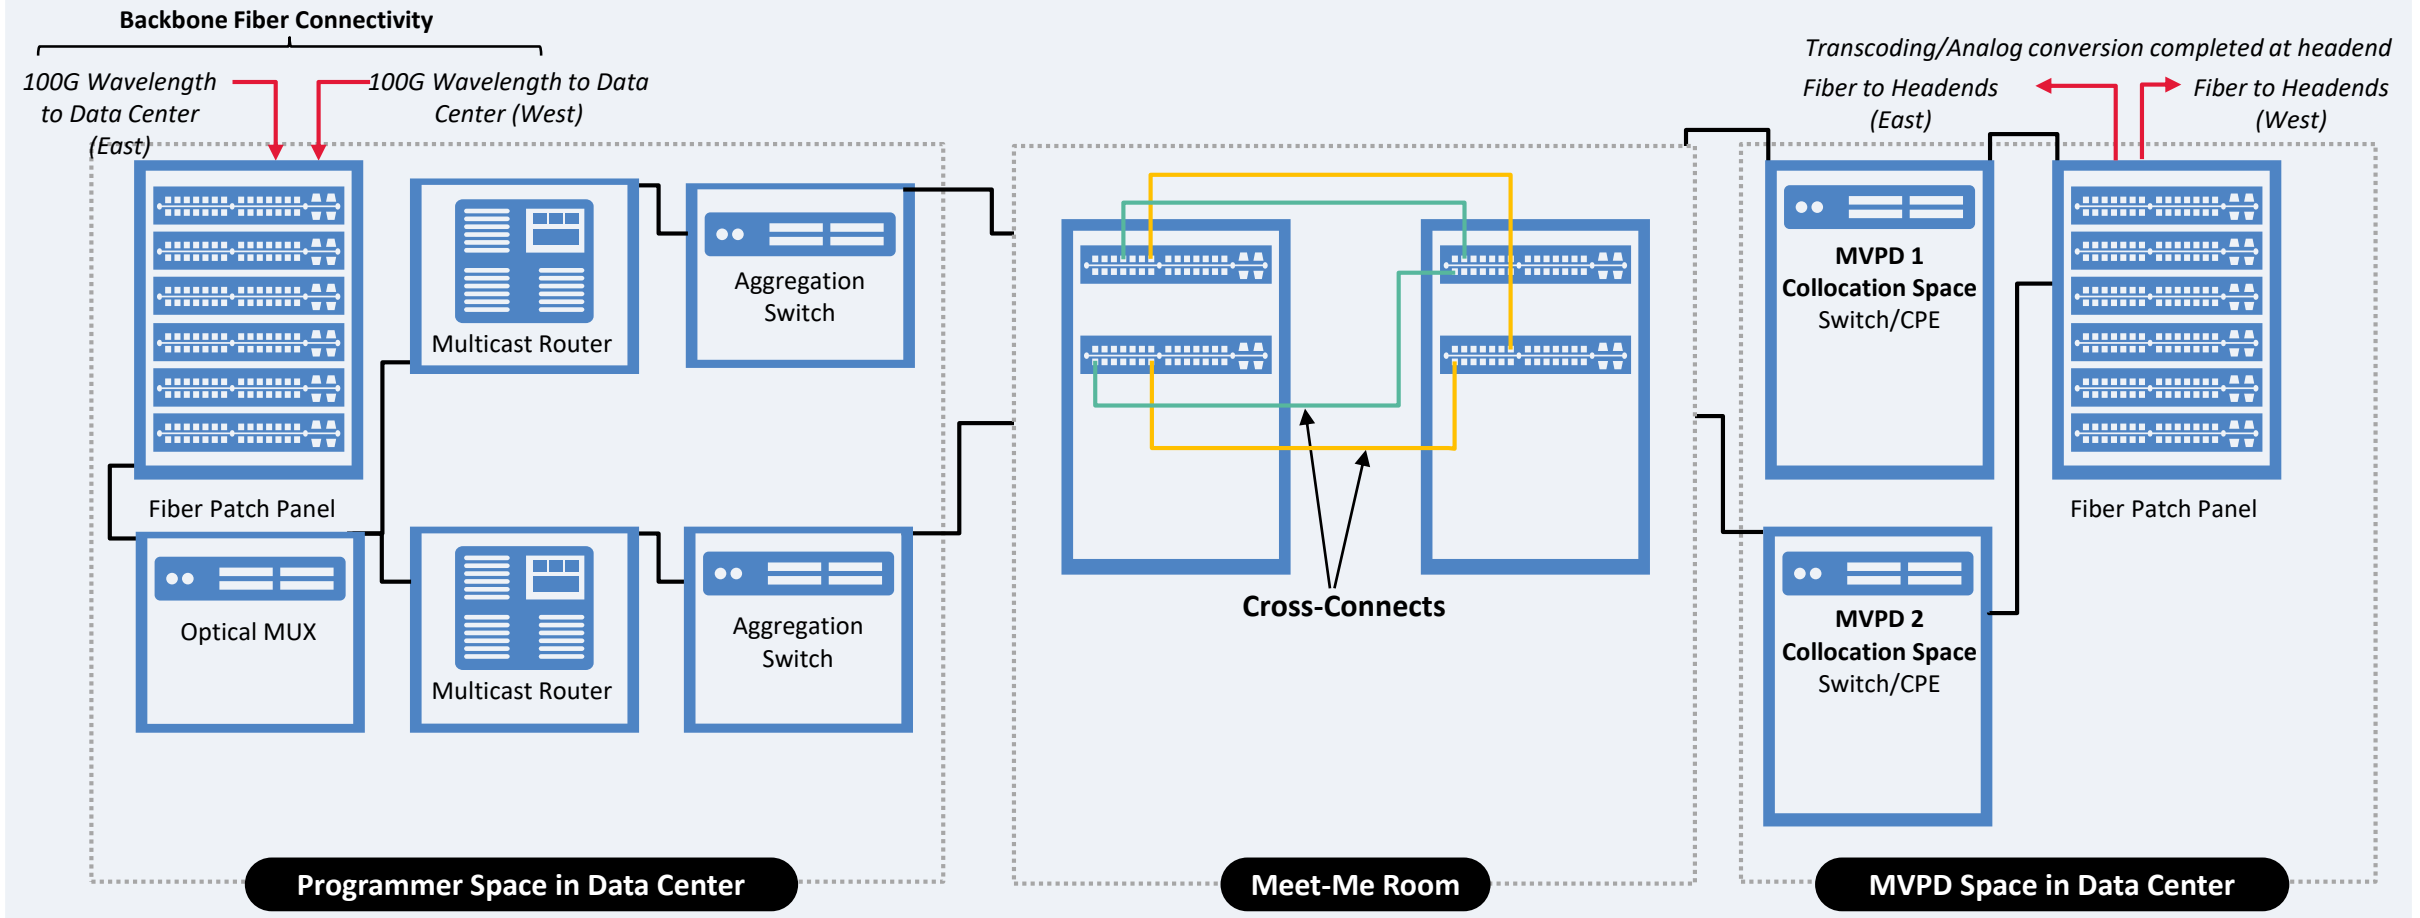 Backbone Fiber Connectivity
100G Wavelength
to Data Center
(East)
100G Wavelength to Data
Center (West)
Transcoding/Analog conversion completed at headend
Fiber to Headends
(East)
Fiber to Headends
(West)
Fiber Patch Panel
Optical MUX
Multicast Router
Aggregation
Switch
Multicast Router
Aggregation
Switch
Cross-Connects
MVPD 1
Collocation Space
Switch/CPE
MVPD 2
Collocation Space
Switch/CPE
Fiber Patch Panel
Programmer Space in Data Center
Meet-Me Room
MVPD Space in Data Center